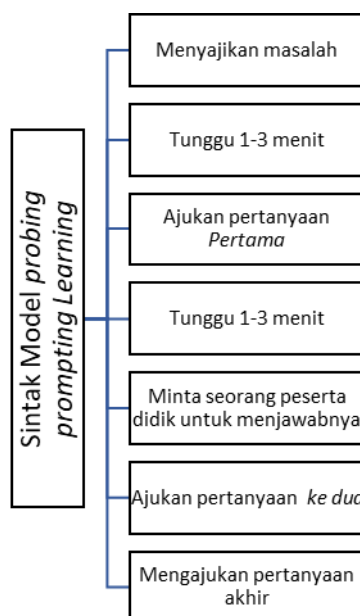 Sintak Model probing
prompting Learning
Menyajikan masalah
Tunggu 1-3 menit
Ajukan pertanyaan
Pertama
Tunggu 1-3 menit
Minta seorang peserta
didik untuk menjawabnya
Ajukan pertanyaan ke dua
Mengajukan pertanyaan
akhir